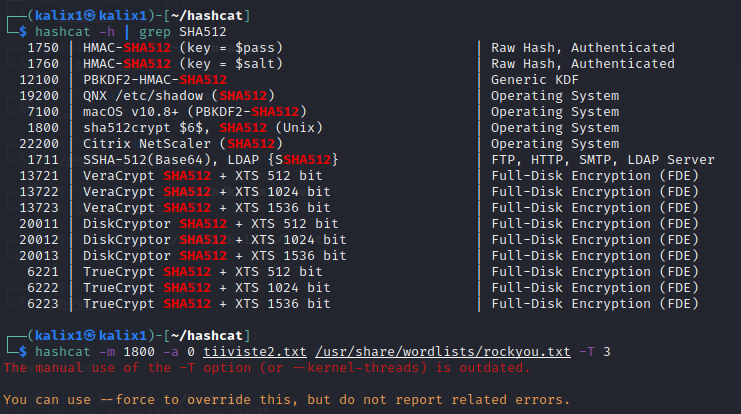 ┌──(kalix1㉿kalix1)-[~/hashcat]
└─$ hashcat -h | grep SHA512
1750 | HMAC-SHA512 (key = $pass) | Raw Hash, Authenticated
1760 | HMAC-SHA512 (key = $salt) | Raw Hash, Authenticated
12100 | PBKDF2-HMAC-SHA512 | Generic KDF
19200 | QNX /etc/shadow (SHA512) | Operating System
7100 | macOS v10.8+ (PBKDF2-SHA512) | Operating System
1800 | sha512crypt $6$, SHA512 (Unix) | Operating System
22200 | Citrix NetScaler (SHA512) | Operating System
1711 | SSHA-512(Base64), LDAP {SSHA512} | FTP, HTTP, SMTP, LDAP Server
13721 | VeraCrypt SHA512 + XTS 512 bit | Full-Disk Encryption (FDE)
13722 | VeraCrypt SHA512 + XTS 1024 bit | Full-Disk Encryption (FDE)
13723 | VeraCrypt SHA512 + XTS 1536 bit | Full-Disk Encryption (FDE)
20011 | DiskCryptor SHA512 + XTS 512 bit | Full-Disk Encryption (FDE)
20012 | DiskCryptor SHA512 + XTS 1024 bit | Full-Disk Encryption (FDE)
20013 | DiskCryptor SHA512 + XTS 1536 bit | Full-Disk Encryption (FDE)
6221 | TrueCrypt SHA512 + XTS 512 bit | Full-Disk Encryption (FDE)
6222 | TrueCrypt SHA512 + XTS 1024 bit | Full-Disk Encryption (FDE)
6223 | TrueCrypt SHA512 + XTS 1536 bit | Full-Disk Encryption (FDE)
┌──(kalix1㉿kalix1)-[~/hashcat]
└─$ hashcat -m 1800 -a 0 tiiviste2.txt /usr/share/wordlists/rockyou.txt -T 3
The manual use of the -T option (or --kernel-threads) is outdated.
You can use --force to override this, but do not report related errors.